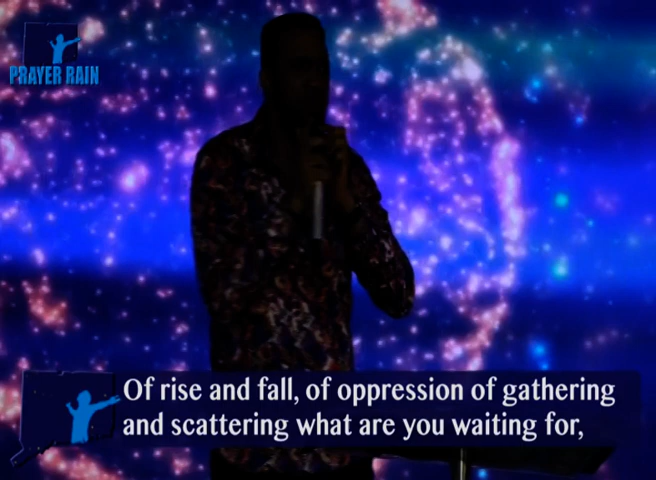 PRAYER RAIN
Of rise and fall, of oppression of gathering
and scattering what are you waiting for,